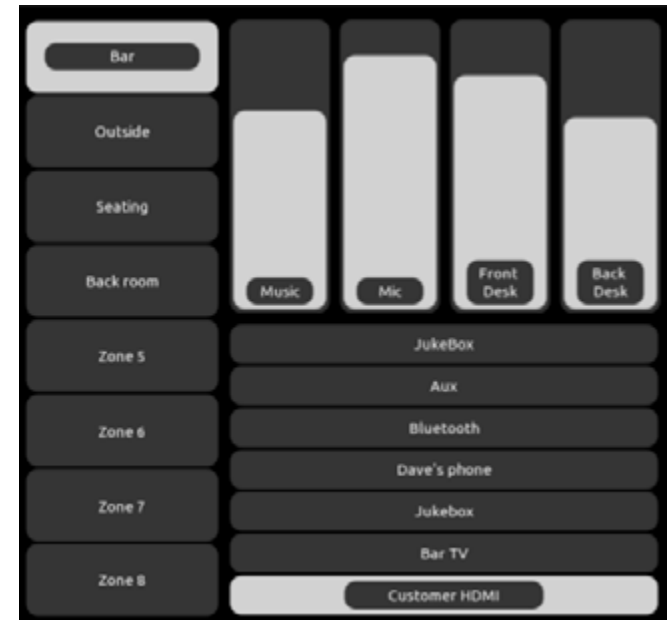 Bar
Outside
Seating
Back room
Zone 5
Zone 6
Zone 7
Zone 8
Music
Mic
Front
Desk
Back
Desk
JukeBox
Aux
Bluetooth
Dave's phone
Jukebox
Bar TV
Customer HDMI